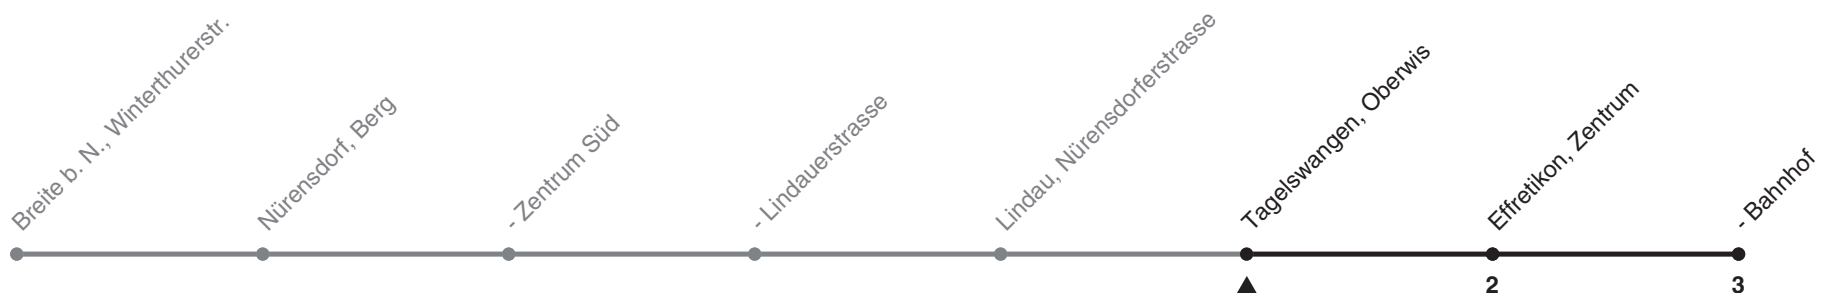 Breite b. N., Winterthurerstr.
Nürensdorf, Berg
- Zentrum Süd
- Lindauerstrasse
Lindau, Nürensdorferstrasse
Tagelswangen, Oberwis
Effretikon, Zentrum
- Bahnhof
2
3